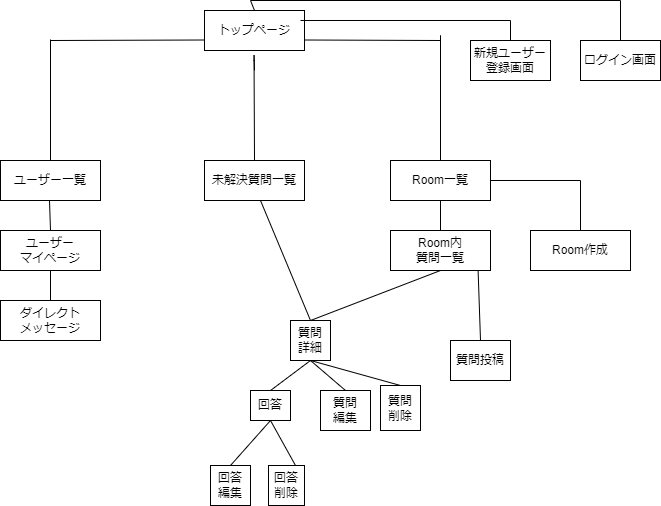 トップページ
新規ユーザー
登録画面
ログイン画面
ユーザー一覧
未解決質問一覧
Room一覧
ユーザー
マイページ
Room内
質問一覧
Room作成
ダイレクト
メッセージ
質問
詳細
質問投稿
回答
質問
編集
質問
削除
回答
編集
回答
削除